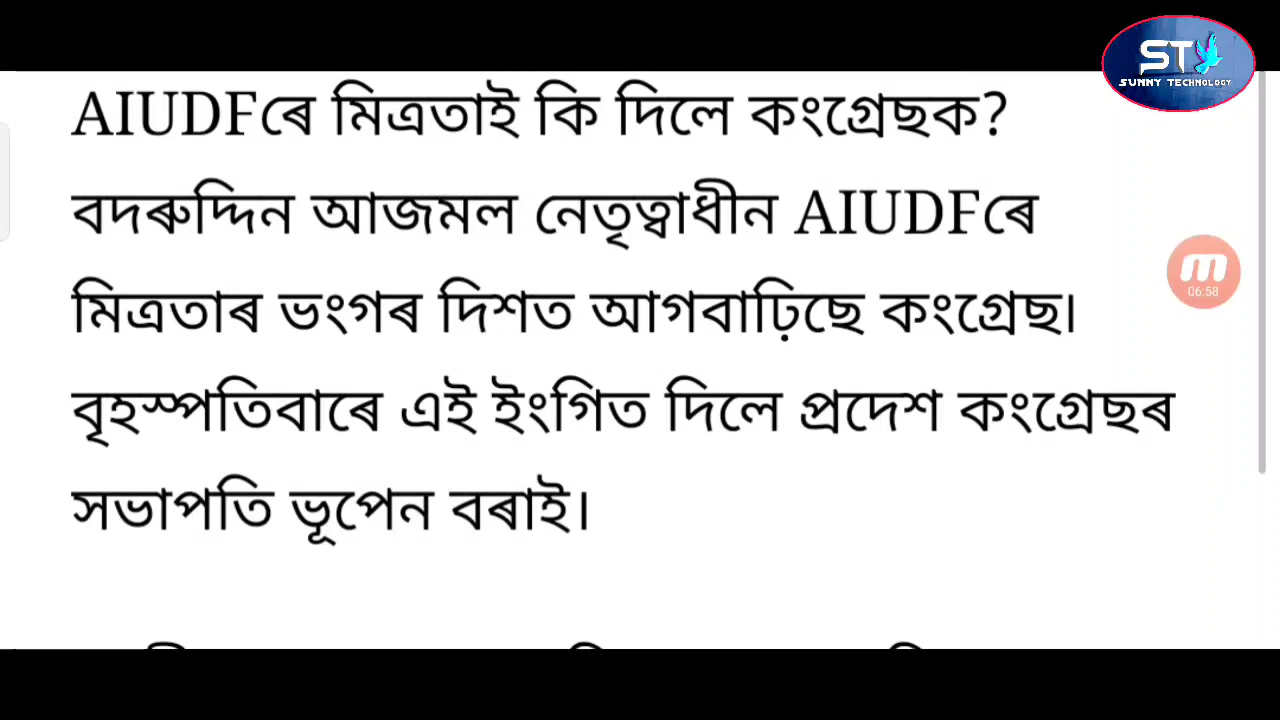 ST
SUNNY TECHNOLOGY
AIUDFৰে মিত্ৰতাই কি দিলে কংগ্ৰেছক?
বদৰুদ্দিন আজমল নেতৃত্বাধীন AIUDFৰে
মিত্ৰতাৰ ভংগৰ দিশত আগবাঢ়িছে কংগ্ৰেছ।
বৃহস্পতিবাৰে এই ইংগিত দিলে প্ৰদেশ কংগ্ৰেছৰ
সভাপতি ভূপেন বৰাই।
06:58